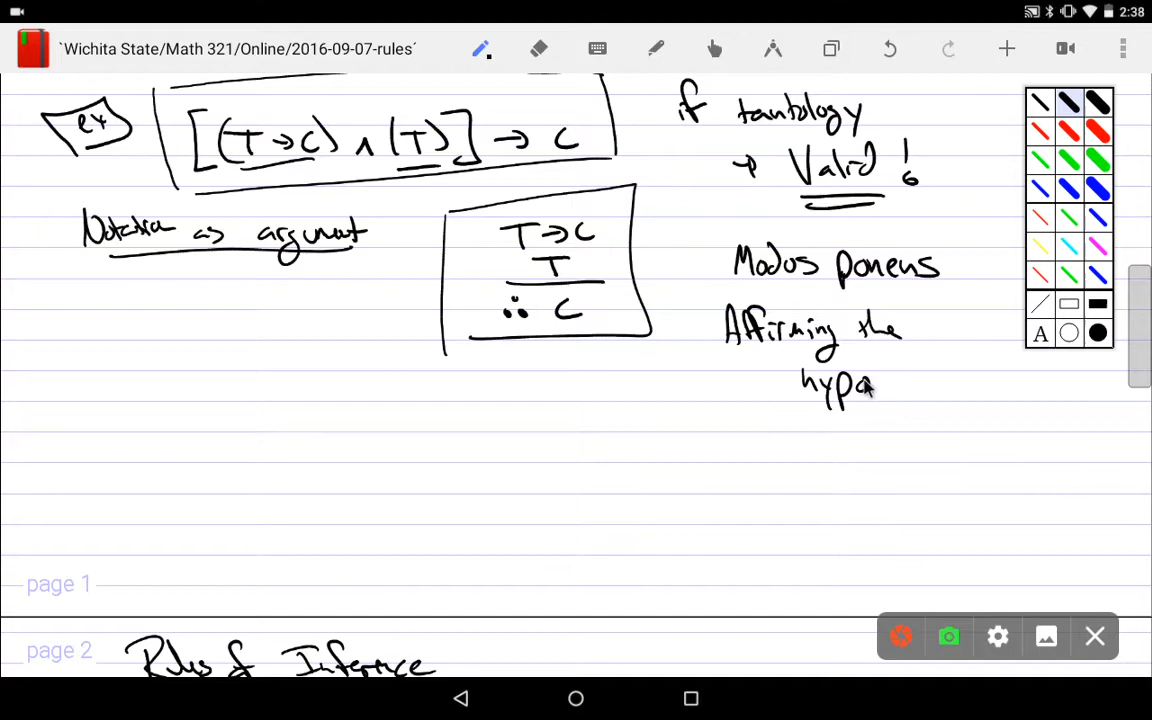 2:38
`Wichita State/Math 321/Online/2016-09-07-rules´
ex
[(T→C) ∧ (T)] → C
if tautology
→ Valid !
Notation as argument
T→C
T
∴ C
Modus ponens
Affirming the
hypo
A
page 1
page 2
Rules of Inference